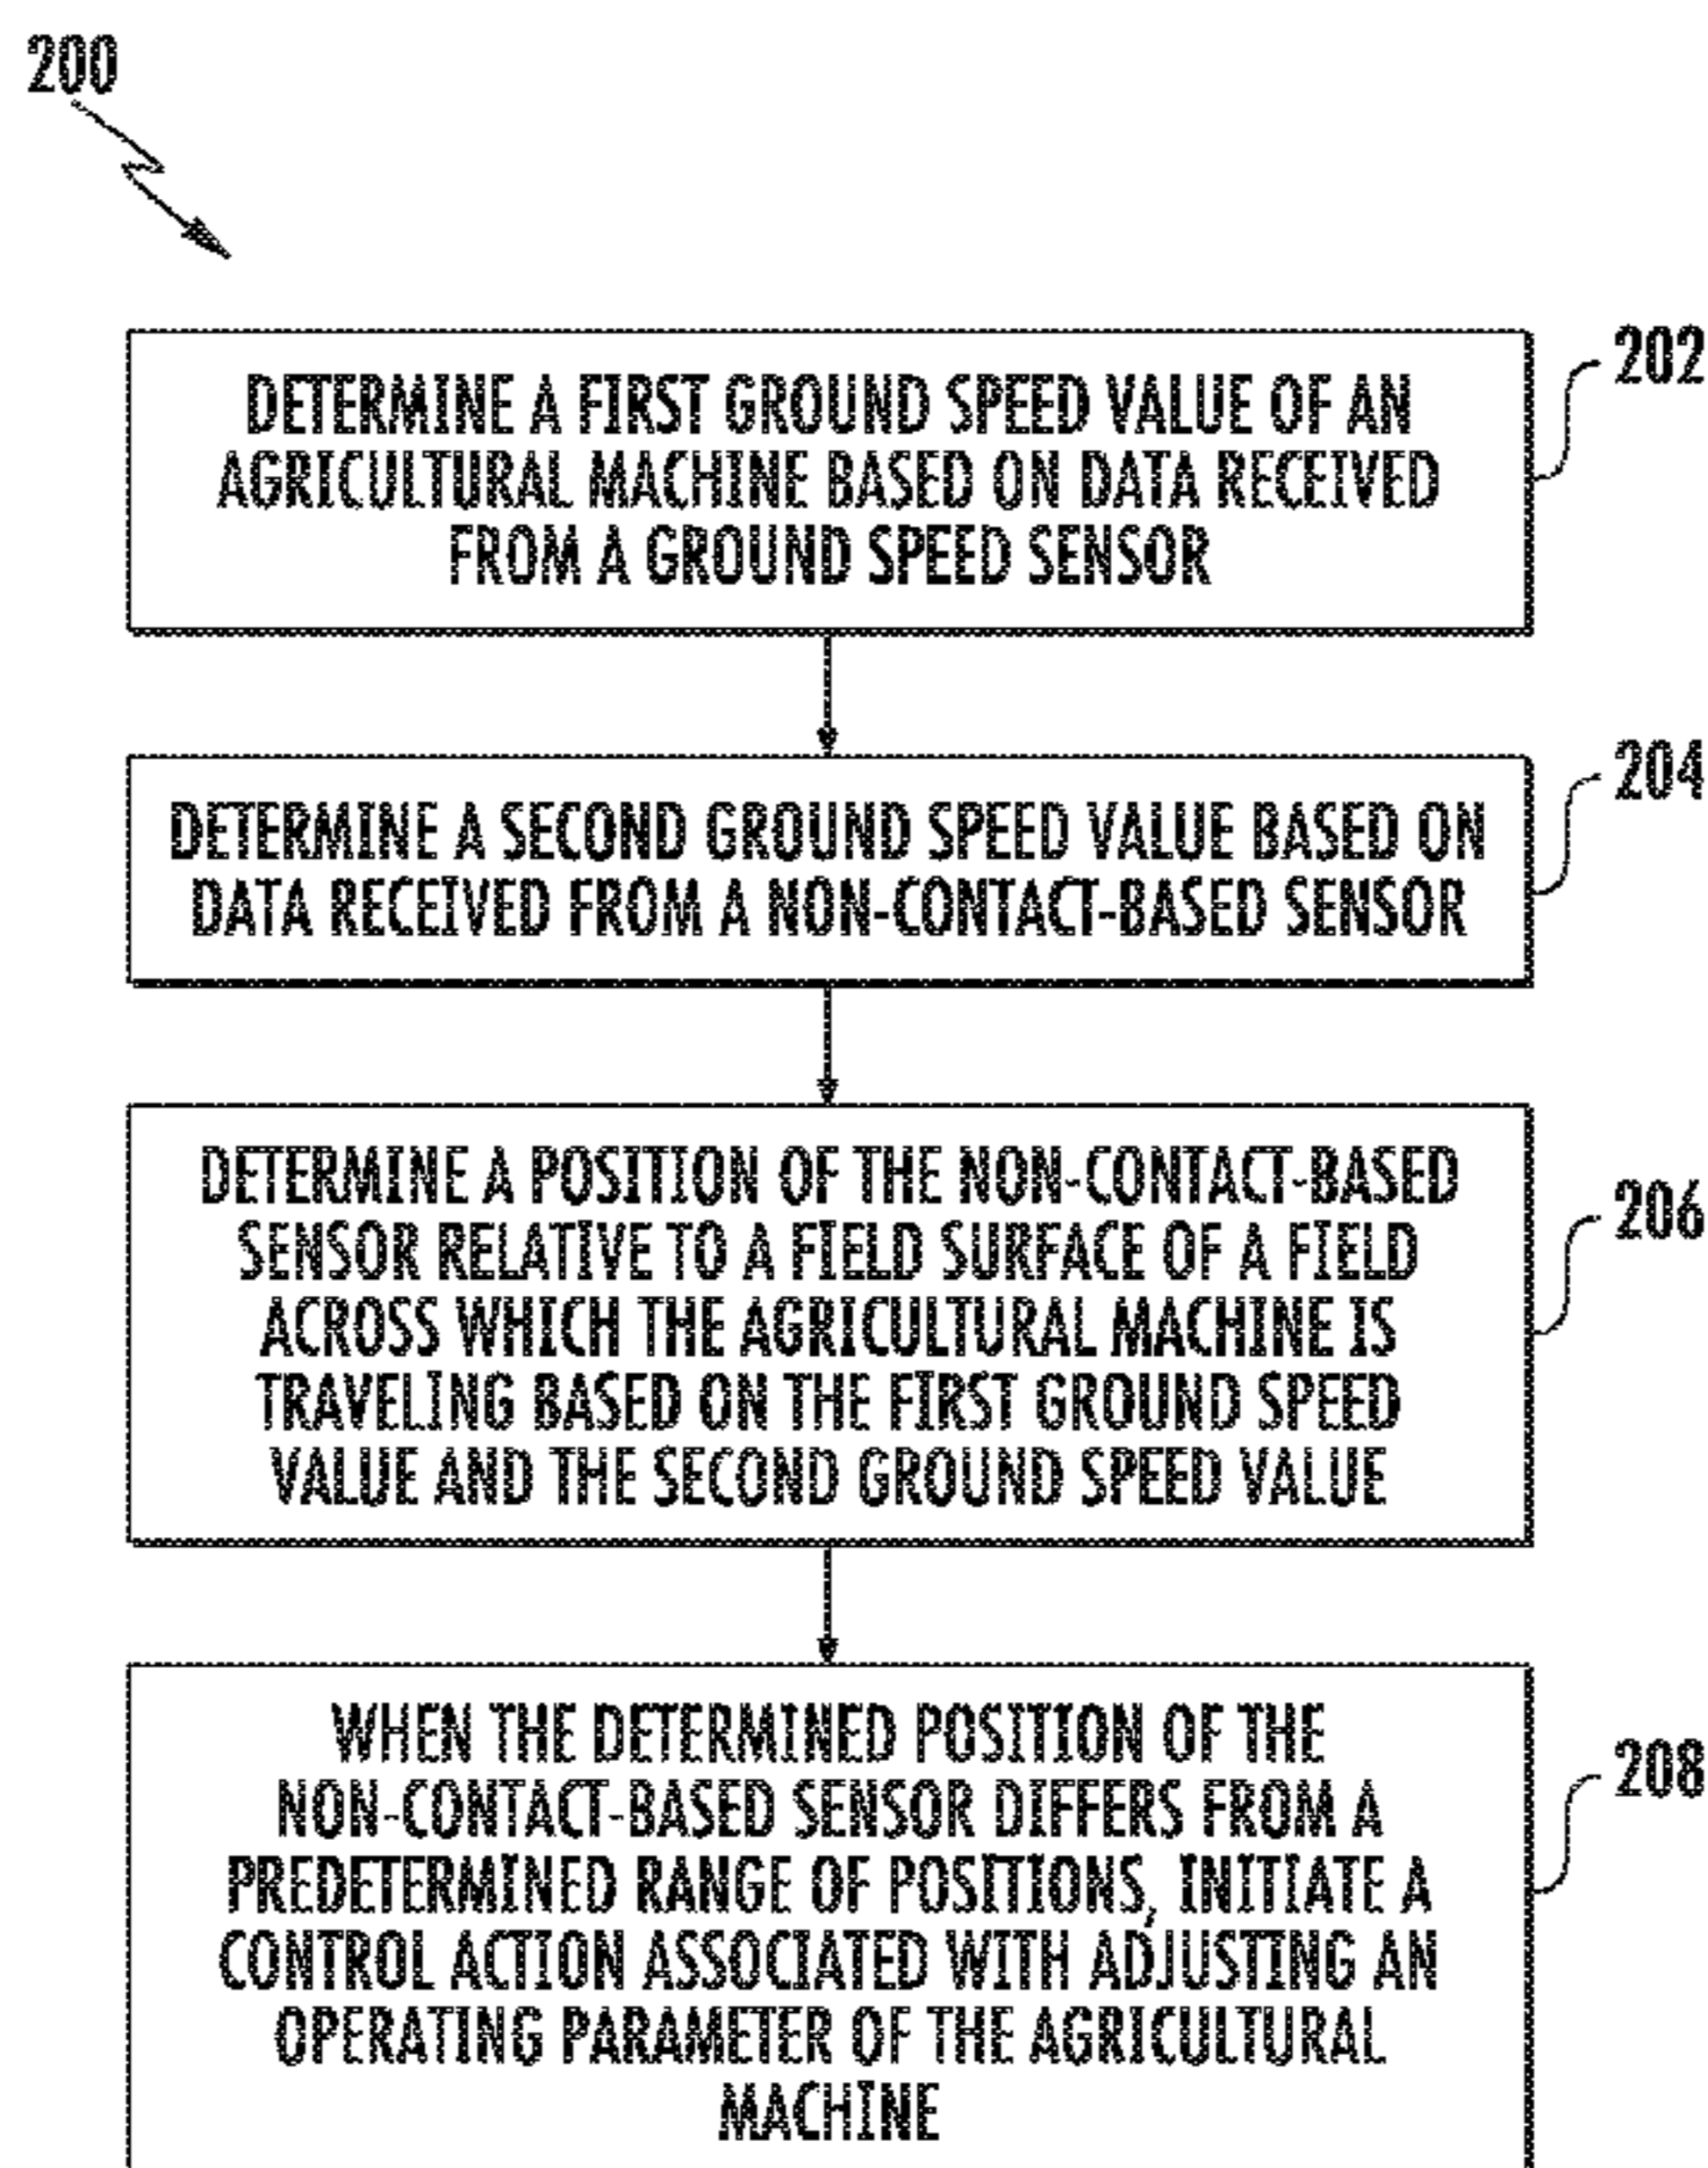 200
202
DETERMINE A FIRST GROUND SPEED VALUE OF AN
AGRICULTURAL MACHINE BASED ON DATA RECEIVED
FROM A GROUND SPEED SENSOR
204
DETERMINE A SECOND GROUND SPEED VALUE BASED ON
DATA RECEIVED FROM A NON-CONTACT-BASED SENSOR
206
DETERMINE A POSITION OF THE NON-CONTACT-BASED
SENSOR RELATIVE TO A FIELD SURFACE OF A FIELD
ACROSS WHICH THE AGRICULTURAL MACHINE IS
TRAVELING BASED ON THE FIRST GROUND SPEED
VALUE AND THE SECOND GROUND SPEED VALUE
208
WHEN THE DETERMINED POSITION OF THE
NON-CONTACT-BASED SENSOR DIFFERS FROM A
PREDETERMINED RANGE OF POSITIONS, INITIATE A
CONTROL ACTION ASSOCIATED WITH ADJUSTING AN
OPERATING PARAMETER OF THE AGRICULTURAL
MACHINE